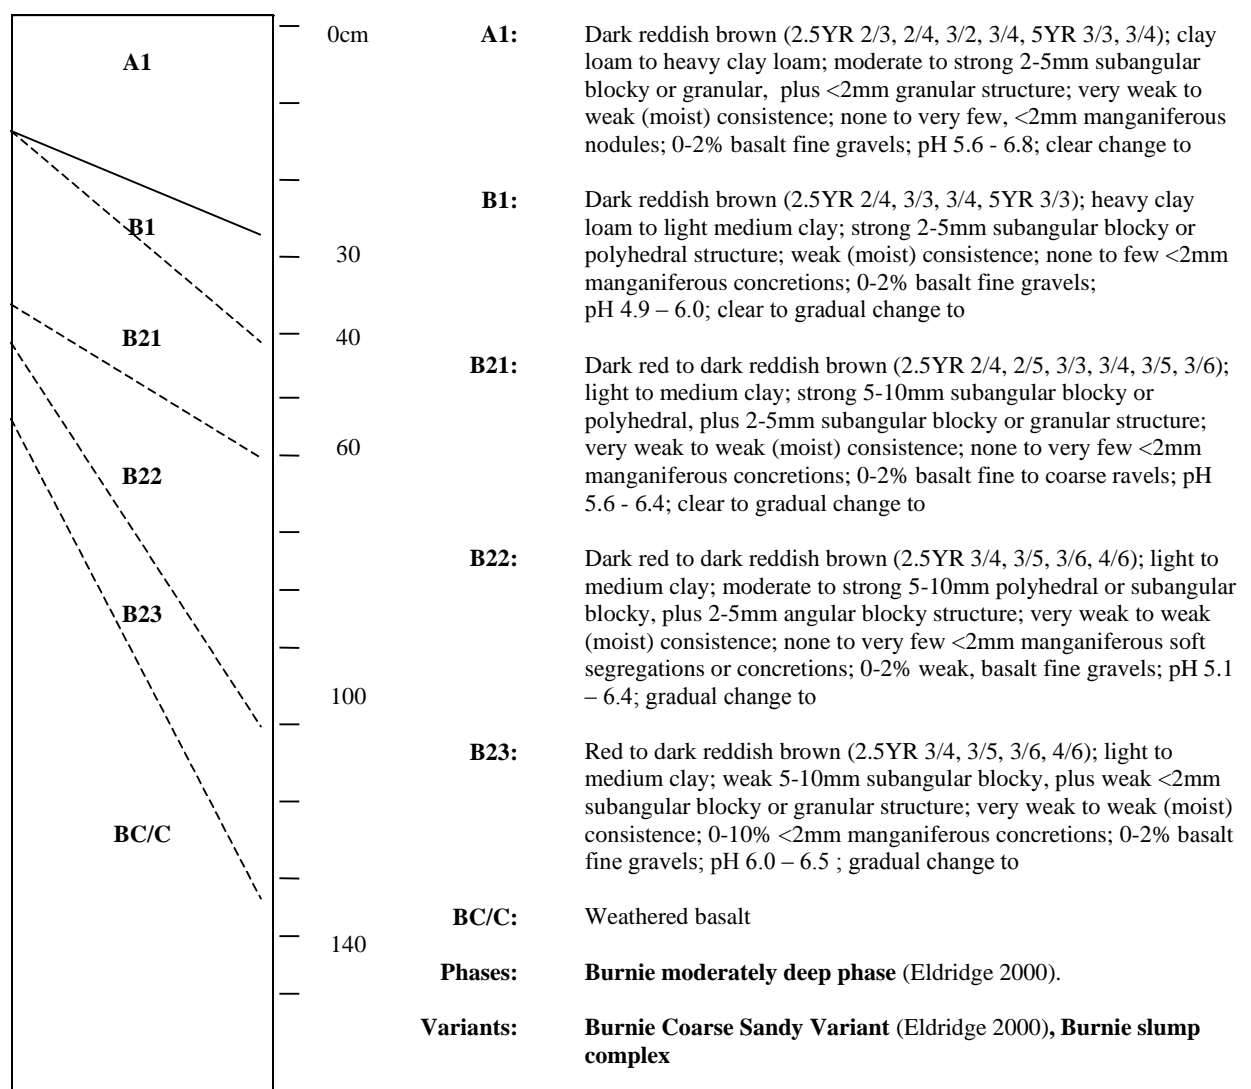 A1
B1
B21
B22
B23
BC/C
0cm
30
40
60
100
140
A1: Dark reddish brown (2.5YR 2/3, 2/4, 3/2, 3/4, 5YR 3/3, 3/4); clay
loam to heavy clay loam; moderate to strong 2-5mm subangular
blocky or granular, plus <2mm granular structure; very weak to
weak (moist) consistence; none to very few, <2mm manganiferous
nodules; 0-2% basalt fine gravels; pH 5.6 - 6.8; clear change to
B1: Dark reddish brown (2.5YR 2/4, 3/3, 3/4, 5YR 3/3); heavy clay
loam to light medium clay; strong 2-5mm subangular blocky or
polyhedral structure; weak (moist) consistence; none to few <2mm
manganiferous concretions; 0-2% basalt fine gravels;
pH 4.9 – 6.0; clear to gradual change to
B21: Dark red to dark reddish brown (2.5YR 2/4, 2/5, 3/3, 3/4, 3/5, 3/6);
light to medium clay; strong 5-10mm subangular blocky or
polyhedral, plus 2-5mm subangular blocky or granular structure;
very weak to weak (moist) consistence; none to very few <2mm
manganiferous concretions; 0-2% basalt fine to coarse ravels; pH
5.6 - 6.4; clear to gradual change to
B22: Dark red to dark reddish brown (2.5YR 3/4, 3/5, 3/6, 4/6); light to
medium clay; moderate to strong 5-10mm polyhedral or subangular
blocky, plus 2-5mm angular blocky structure; very weak to weak
(moist) consistence; none to very few <2mm manganiferous soft
segregations or concretions; 0-2% weak, basalt fine gravels; pH 5.1
– 6.4; gradual change to
B23: Red to dark reddish brown (2.5YR 3/4, 3/5, 3/6, 4/6); light to
medium clay; weak 5-10mm subangular blocky, plus weak <2mm
subangular blocky or granular structure; very weak to weak (moist)
consistence; 0-10% <2mm manganiferous concretions; 0-2% basalt
fine gravels; pH 6.0 – 6.5 ; gradual change to
BC/C: Weathered basalt
Phases: Burnie moderately deep phase (Eldridge 2000).
Variants: Burnie Coarse Sandy Variant (Eldridge 2000), Burnie slump
complex